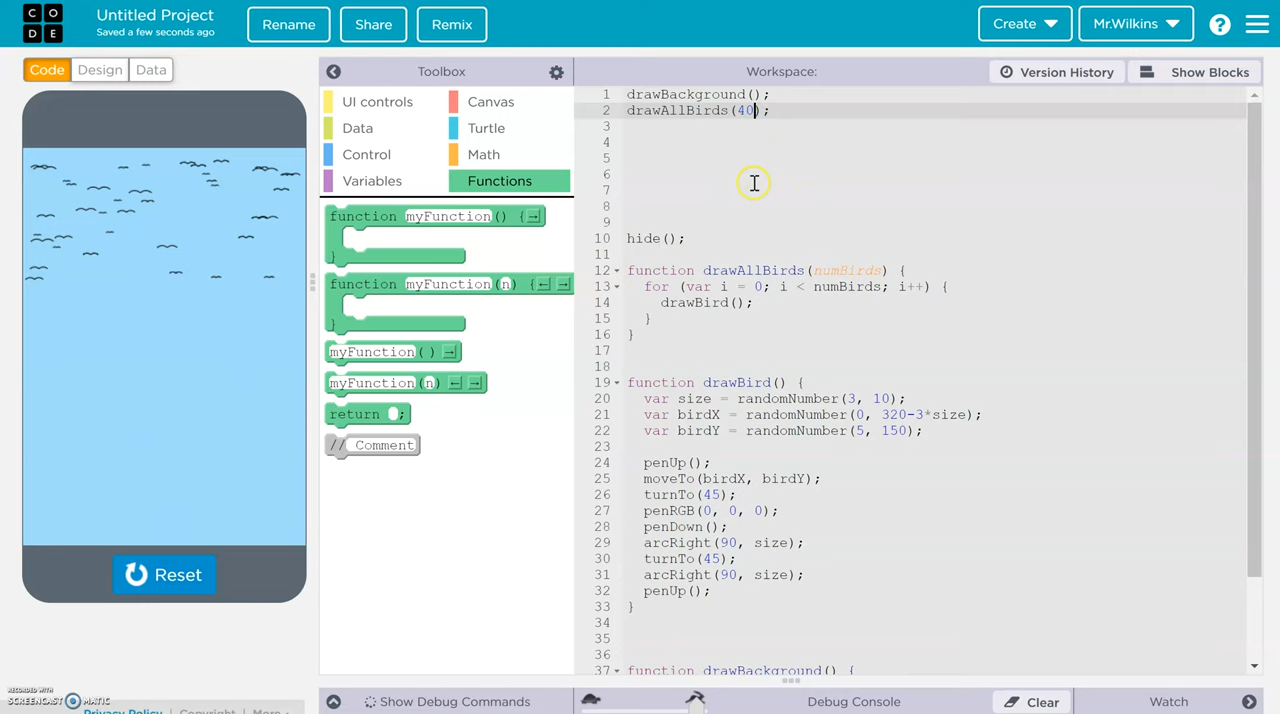 CODE
Untitled Project
Saved a few seconds ago
Rename
Share
Remix
Create
Mr.Wilkins
?
Code
Design
Data
Toolbox
Workspace:
Version History
Show Blocks
UI controls
Canvas
Data
Turtle
Control
Math
Variables
Functions
function myFunction() {
}
function myFunction(n) {
}
myFunction()
myFunction(n)
return ;
// Comment
1 drawBackground();
2 drawAllBirds(40);
3
4
5
6
7
8
9
10 hide();
11
12 function drawAllBirds(numBirds) {
13 for (var i = 0; i < numBirds; i++) {
14 drawBird();
15 }
16 }
17
18
19 function drawBird() {
20 var size = randomNumber(3, 10);
21 var birdX = randomNumber(0, 320-3*size);
22 var birdY = randomNumber(5, 150);
23
24 penUp();
25 moveTo(birdX, birdY);
26 turnTo(45);
27 penRGB(0, 0, 0);
28 penDown();
29 arcRight(90, size);
30 turnTo(45);
31 arcRight(90, size);
32 penUp();
33 }
34
35
36
37 function drawBackground() {
Reset
RECORDED WITH
SCREENCAST MATIC
Privacy Policy
Copyright
More
Show Debug Commands
Debug Console
Clear
Watch